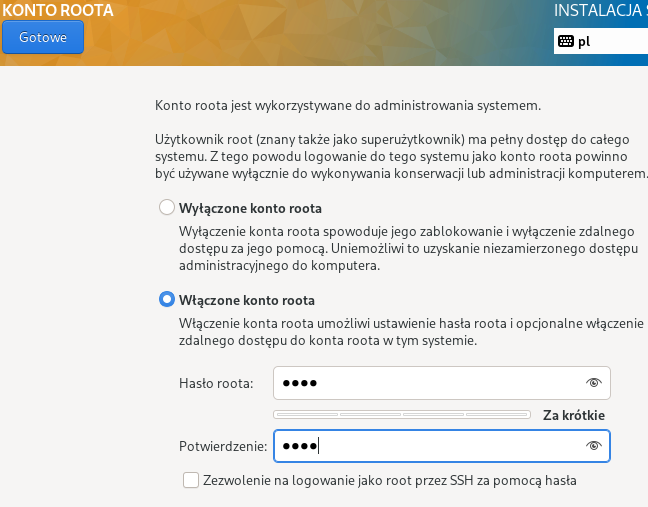 KONTO ROOTA
INSTALACJA
Gotowe
pl
Konto roota jest wykorzystywane do administrowania systemem.
Użytkownik root (znany także jako superużytkownik) ma pełny dostęp do całego
systemu. Z tego powodu logowanie do tego systemu jako konto roota powinno
być używane wyłącznie do wykonywania konserwacji lub administracji komputerem.
Wyłączone konto roota
Wyłączenie konta roota spowoduje jego zablokowanie i wyłączenie zdalnego
dostępu za jego pomocą. Uniemożliwi to uzyskanie niezamierzonego dostępu
administracyjnego do komputera.
Włączone konto roota
Włączenie konta roota umożliwi ustawienie hasła roota i opcjonalne włączenie
zdalnego dostępu do konta roota w tym systemie.
Hasło roota: ●●●●
Za krótkie
Potwierdzenie: ●●●●
Zezwolenie na logowanie jako root przez SSH za pomocą hasła